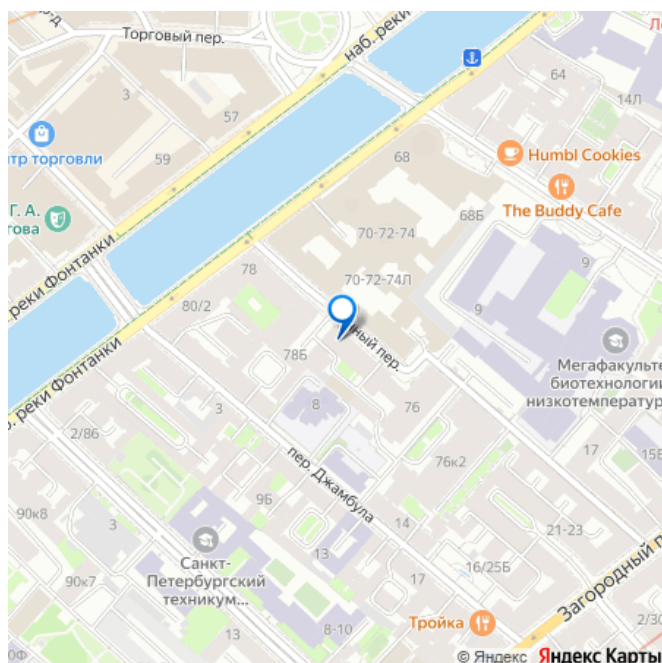 Торговый пер.
наб. реки
64
14Л
3
57
тр торговли
59
68
Humbl Cookies
The Buddy Cafe
68Б
Г. А.
това
70-72-74
реки Фонтанки
78
70-72-74Л
9
9
80/2
ный пер.
78Б
Мегафакульте
биотехнологии
низкотемператур
. реки Фонтанки
3
8
76
2/86
17
15Б
76к2
пер. Джамбула
90к8
3
9Б
14
21-23
Санкт-
Петербургский
техникум...
13
13
16/25Б
Загородный п
90к7
17
8-10
Тройка
2/30
© Яндекс Яндекс Карты